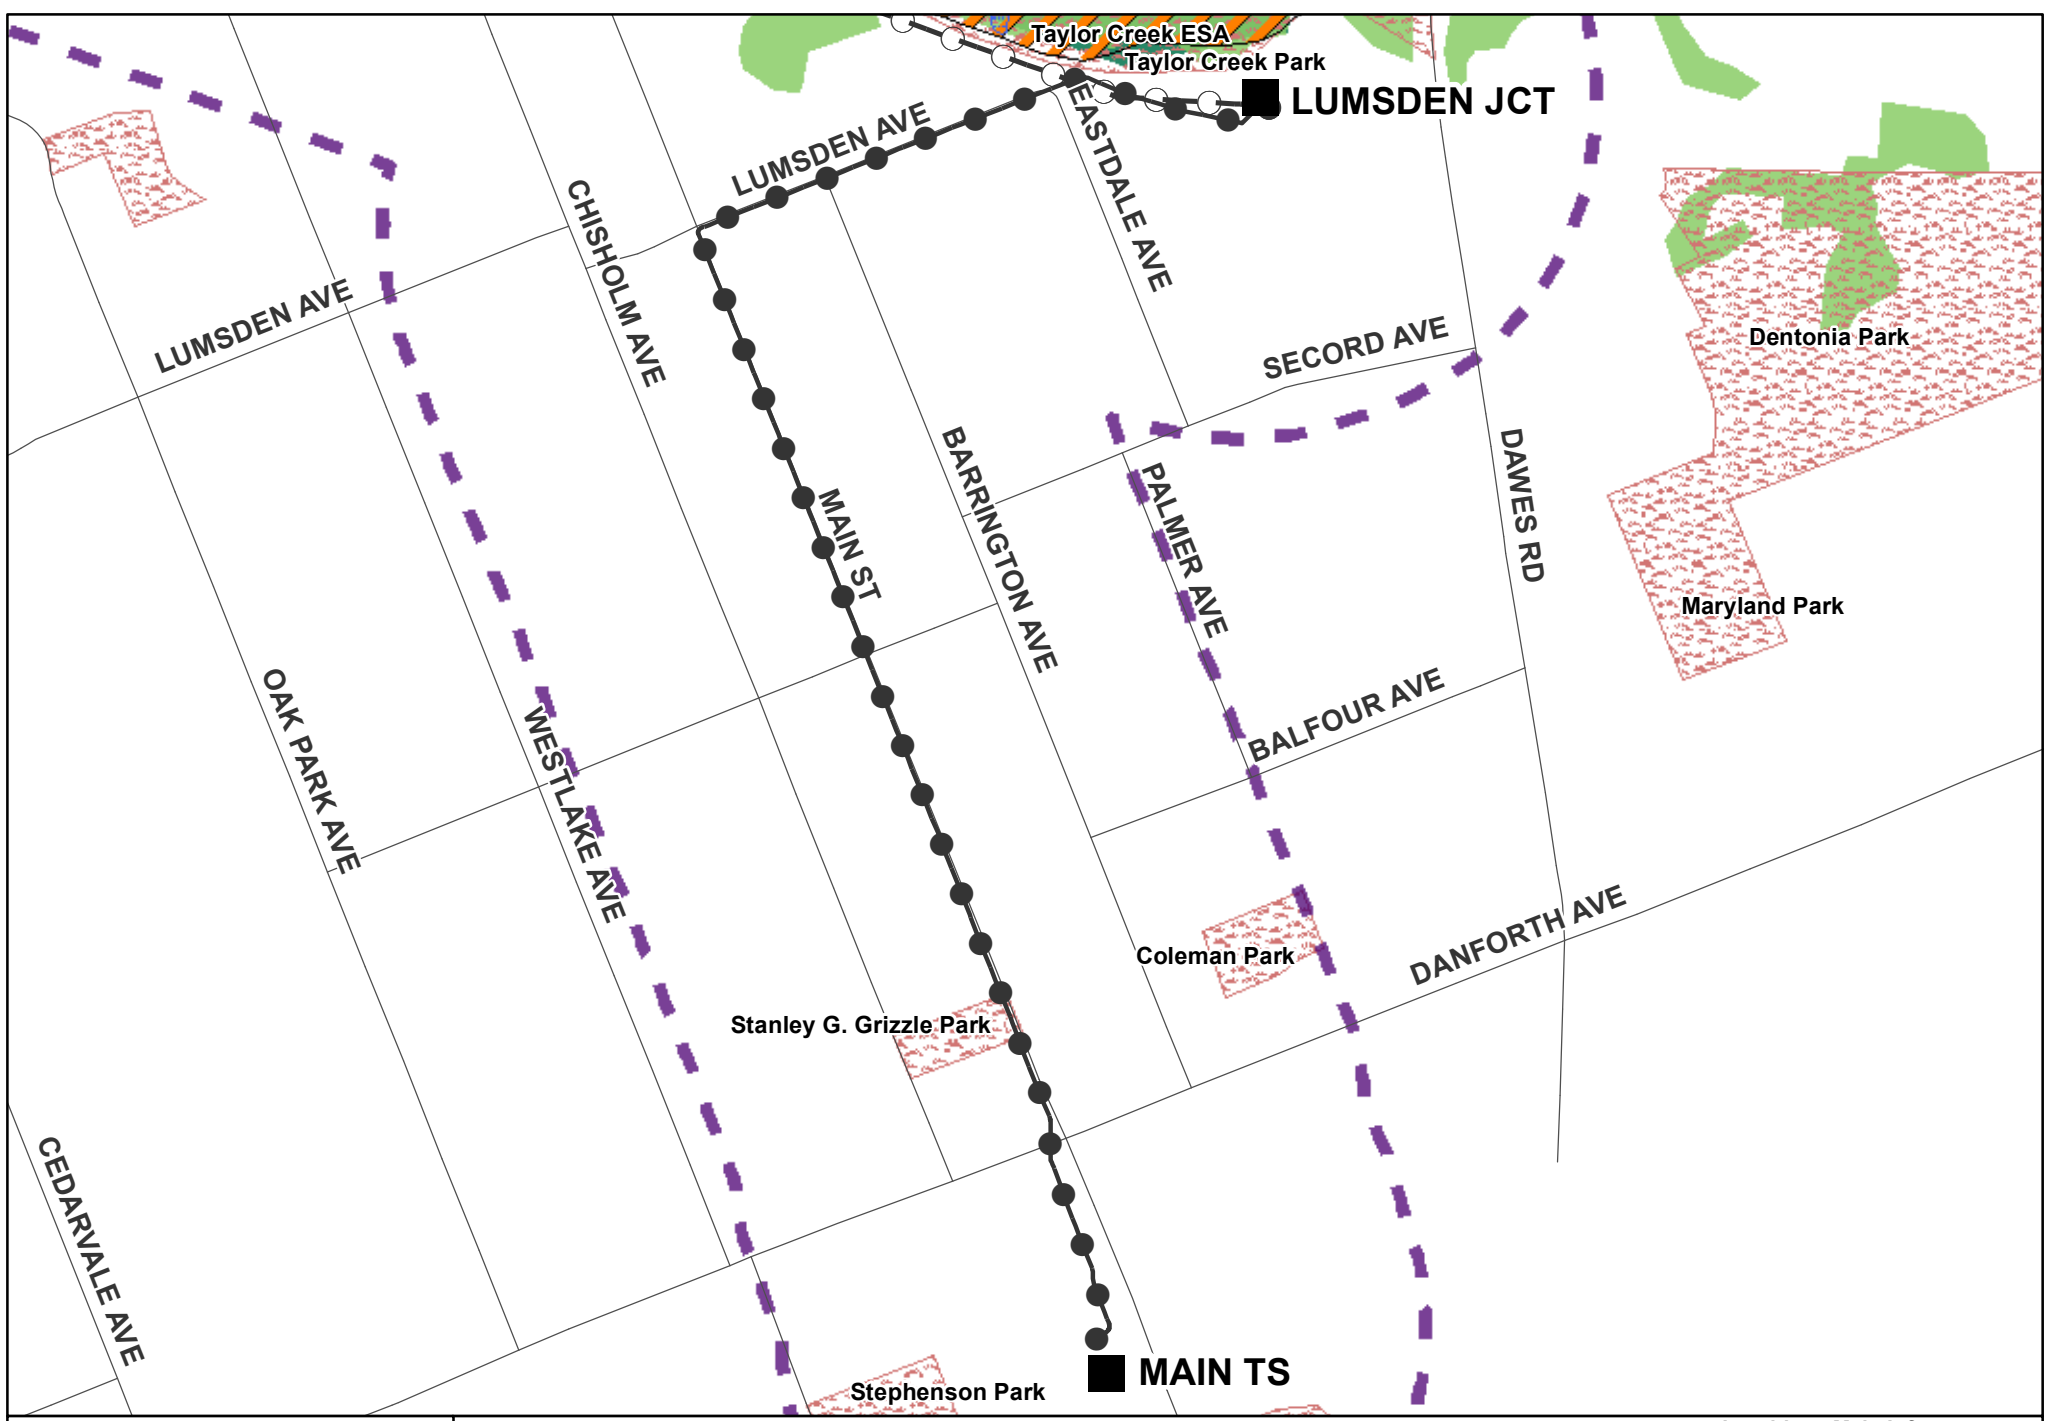 Taylor Creek ESA
Taylor Creek Park
LUMSDEN JCT
LUMSDEN AVE
EASTDALE AVE
CHISHOLM AVE
LUMSDEN AVE
SECORD AVE
Dentonia Park
BARRINGTON AVE
DAWES RD
PALMER AVE
MAIN ST
Maryland Park
OAK PARK AVE
WESTLAKE AVE
BALFOUR AVE
DANFORTH AVE
Coleman Park
Stanley G. Grizzle Park
CEDARVALE AVE
MAIN TS
Stephenson Park